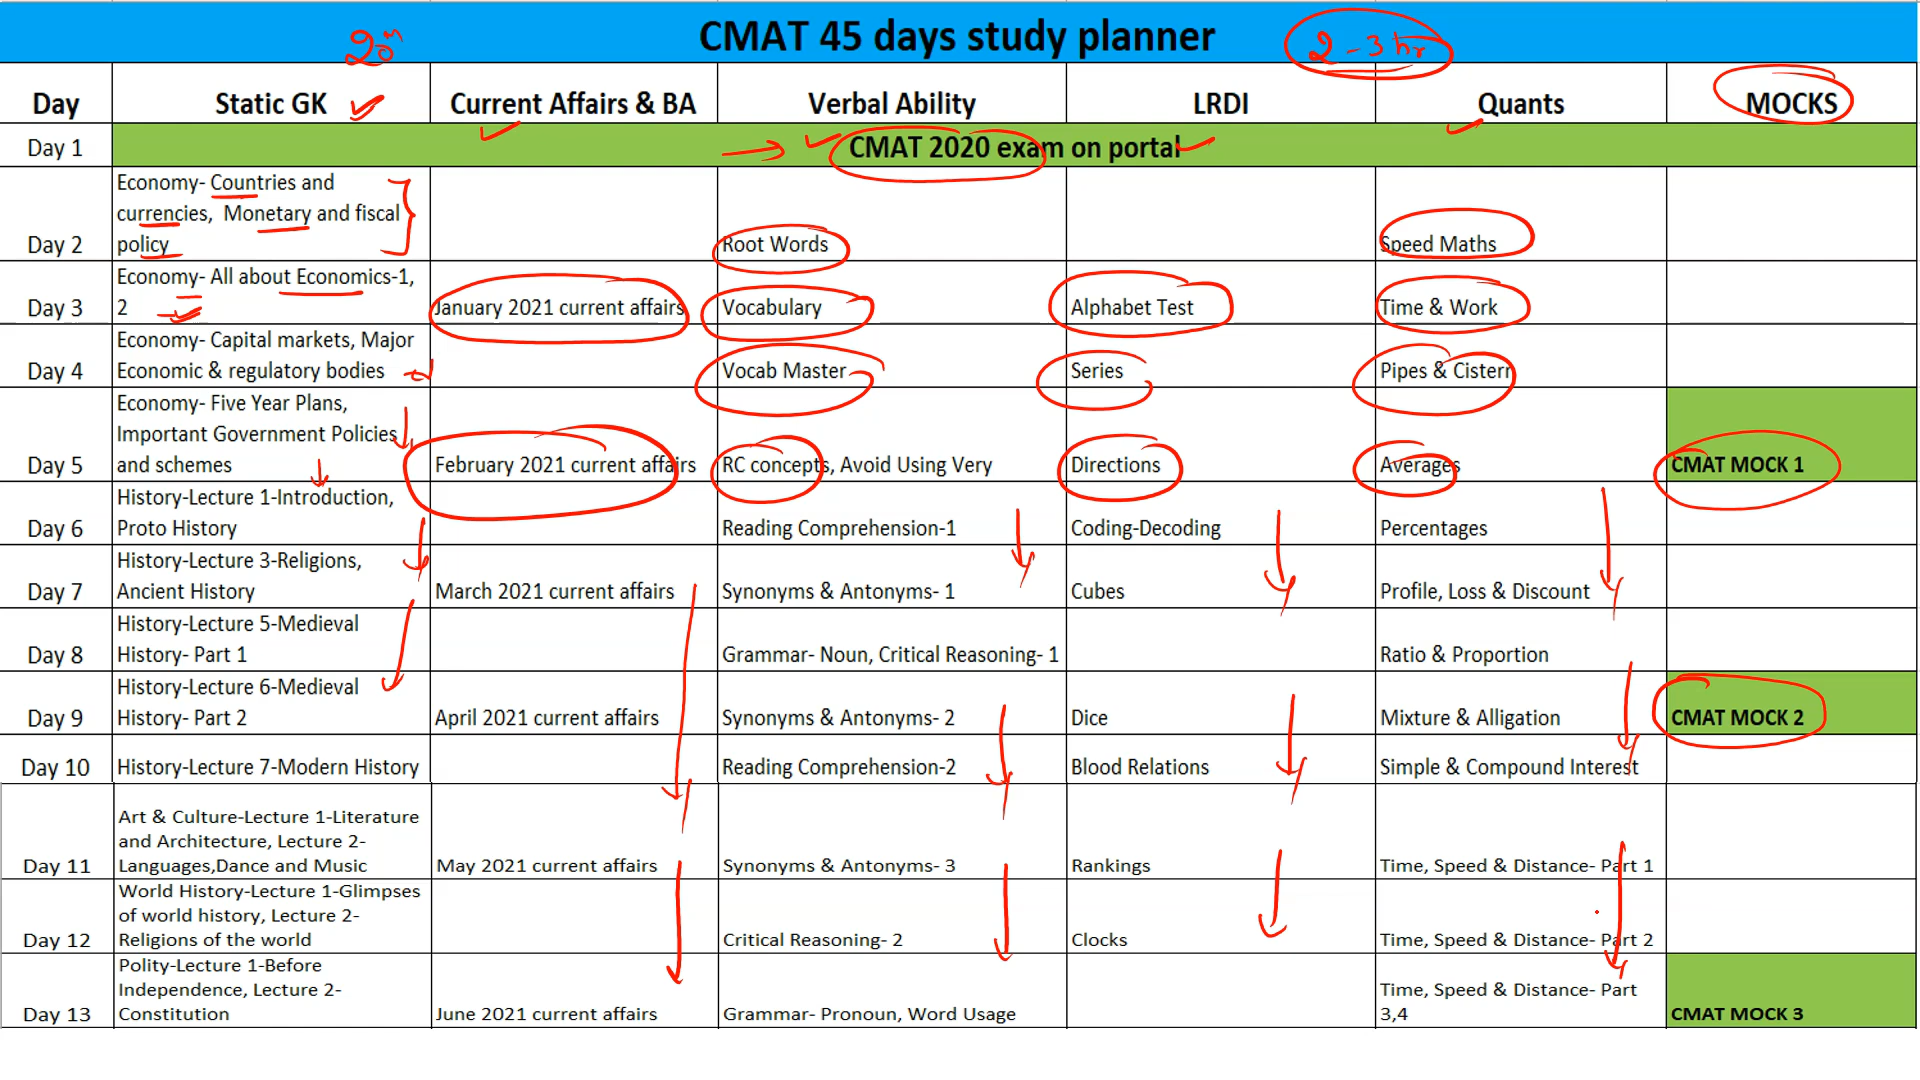 CMAT 45 days study planner
20m
2-3 hr
Day Static GK Current Affairs & BA Verbal Ability LRDI Quants MOCKS
Day 1 CMAT 2020 exam on portal
Economy- Countries and
currencies, Monetary and fiscal
Day 2 policy Root Words Speed Maths
Economy- All about Economics-1,
Day 3 2 January 2021 current affairs Vocabulary Alphabet Test Time & Work
Economy- Capital markets, Major
Day 4 Economic & regulatory bodies Vocab Master Series Pipes & Cistern
Economy- Five Year Plans,
Important Government Policies
Day 5 and schemes February 2021 current affairs RC concepts, Avoid Using Very Directions Averages CMAT MOCK 1
History-Lecture 1-Introduction,
Day 6 Proto History Reading Comprehension-1 Coding-Decoding Percentages
History-Lecture 3-Religions,
Day 7 Ancient History March 2021 current affairs Synonyms & Antonyms- 1 Cubes Profile, Loss & Discount
History-Lecture 5-Medieval
Day 8 History- Part 1 Grammar- Noun, Critical Reasoning- 1 Ratio & Proportion
History-Lecture 6-Medieval
Day 9 History- Part 2 April 2021 current affairs Synonyms & Antonyms- 2 Dice Mixture & Alligation CMAT MOCK 2
Day 10 History-Lecture 7-Modern History Reading Comprehension-2 Blood Relations Simple & Compound Interest
Art & Culture-Lecture 1-Literature
and Architecture, Lecture 2-
Day 11 Languages,Dance and Music May 2021 current affairs Synonyms & Antonyms- 3 Rankings Time, Speed & Distance- Part 1
World History-Lecture 1-Glimpses
of world history, Lecture 2-
Day 12 Religions of the world Critical Reasoning- 2 Clocks Time, Speed & Distance- Part 2
Polity-Lecture 1-Before
Independence, Lecture 2- Time, Speed & Distance- Part
Day 13 Constitution June 2021 current affairs Grammar- Pronoun, Word Usage 3,4 CMAT MOCK 3